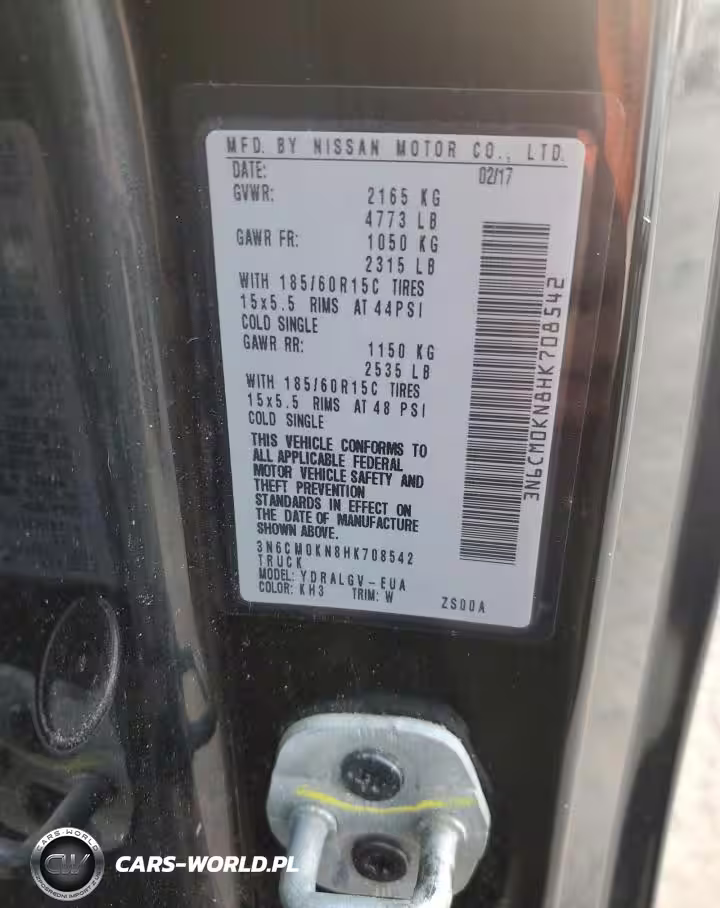 MFD. BY NISSAN MOTOR CO., LTD.
DATE: 02/17
GVWR: 2165 KG
4773 LB
GAWR FR: 1050 KG
2315 LB
WITH 185/60R15C TIRES
15x5.5 RIMS AT 44PSI
COLD SINGLE
GAWR RR: 1150 KG
2535 LB
WITH 185/60R15C TIRES
15x5.5 RIMS AT 48 PSI
COLD SINGLE
THIS VEHICLE CONFORMS TO
ALL APPLICABLE FEDERAL
MOTOR VEHICLE SAFETY AND
THEFT PREVENTION
STANDARDS IN EFFECT ON
THE DATE OF MANUFACTURE
SHOWN ABOVE.
3N6CM0KN8HK708542
TRUCK
MODEL: YDRALGV-EUA
COLOR: KH3 TRIM: W ZS00A
3N6CM0KN8HK708542
CARS-WORLD
CW
CARS-WORLD.PL